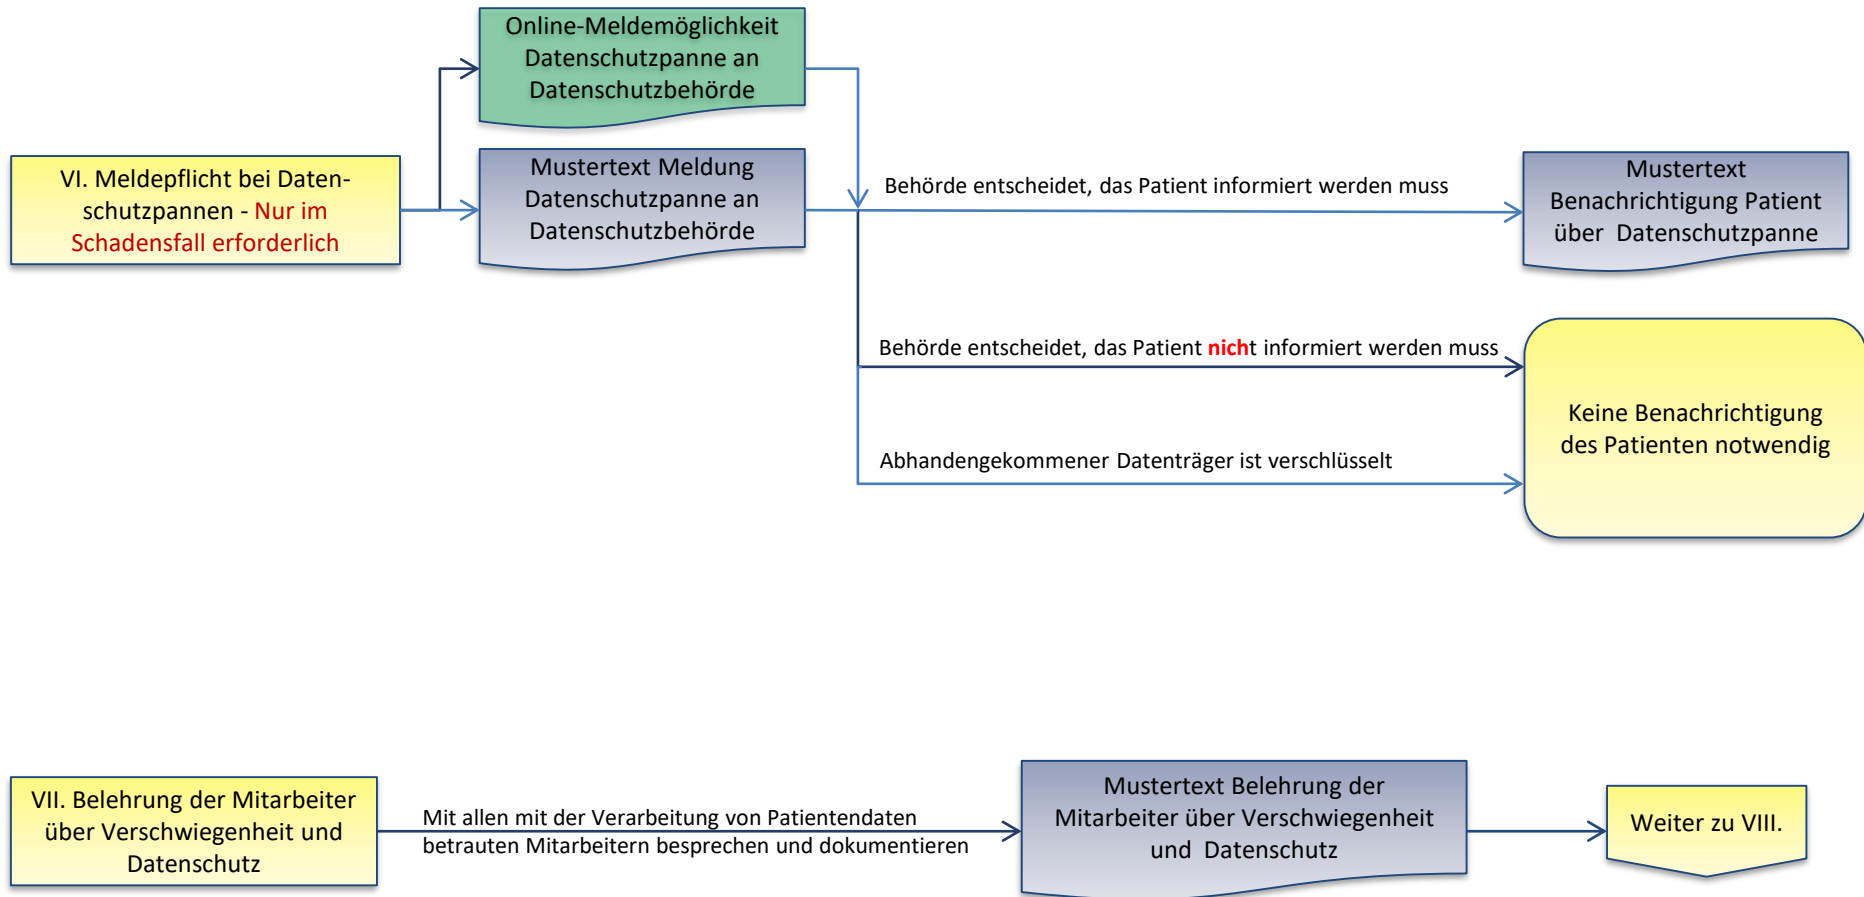 Online-Meldemöglichkeit
Datenschutzpanne an
Datenschutzbehörde
VI. Meldepflicht bei Daten-
schutzpannen - Nur im
Schadensfall erforderlich
Mustertext Meldung
Datenschutzpanne an
Datenschutzbehörde
Behörde entscheidet, das Patient informiert werden muss
Mustertext
Benachrichtigung Patient
über Datenschutzpanne
Behörde entscheidet, das Patient nicht informiert werden muss
Abhandengekommener Datenträger ist verschlüsselt
Keine Benachrichtigung
des Patienten notwendig
VII. Belehrung der Mitarbeiter
über Verschwiegenheit und
Datenschutz
Mit allen mit der Verarbeitung von Patientendaten
betrauten Mitarbeitern besprechen und dokumentieren
Mustertext Belehrung der
Mitarbeiter über Verschwiegenheit
und Datenschutz
Weiter zu VIII.